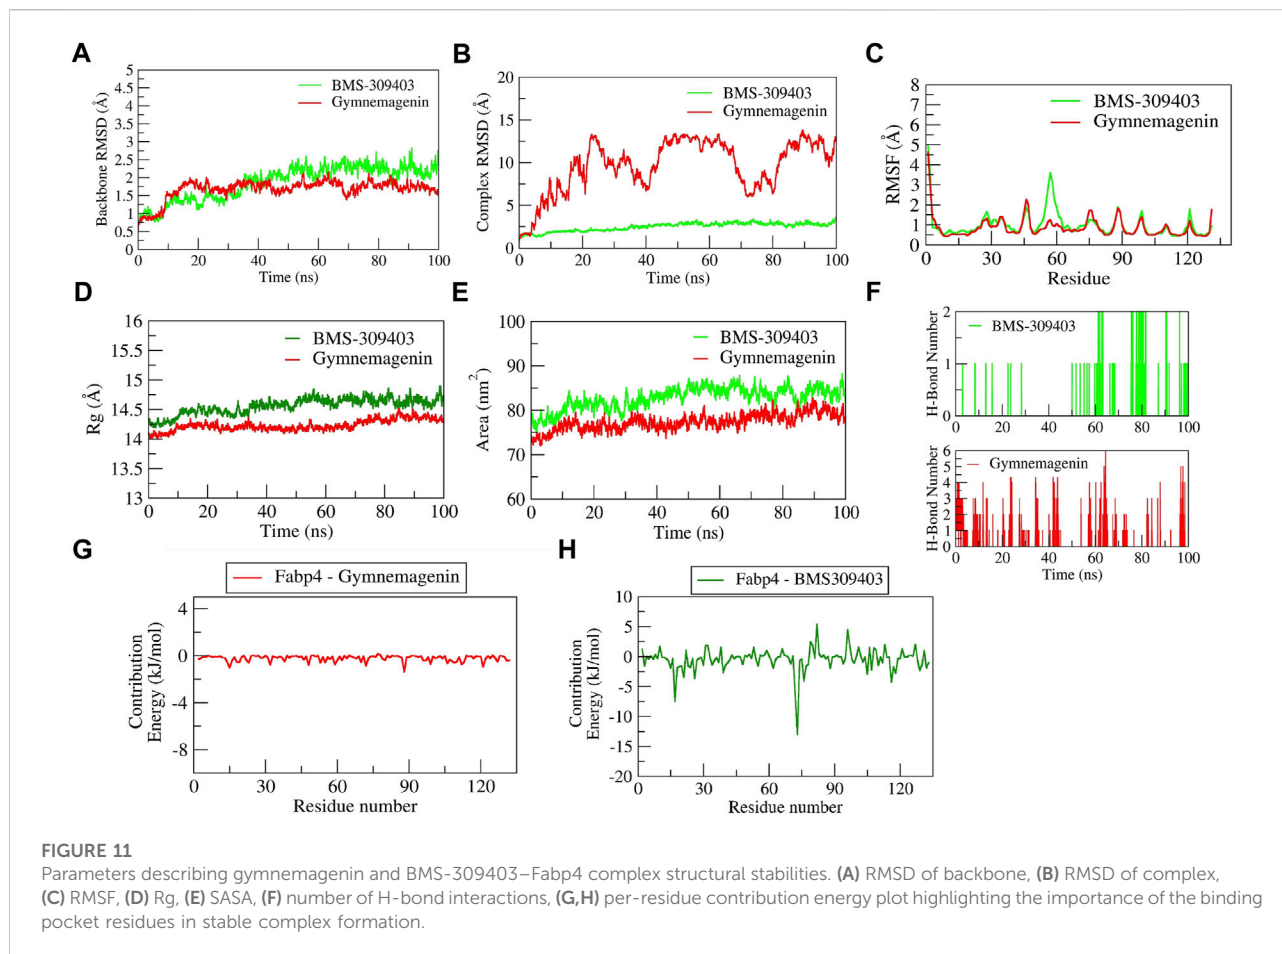 A
Backbone RMSD (Å)
5
4.5
4
3.5
3
2.5
2
1.5
1
0.5
0
BMS-309403
Gymnemagenin
0 20 40 60 80 100
Time (ns)
B
Complex RMSD (Å)
20
15
10
5
0
BMS-309403
Gymnemagenin
0 20 40 60 80 100
Time (ns)
C
RMSF (Å)
8
7
6
5
4
3
2
1
0
BMS-309403
Gymnemagenin
0 30 60 90 120
Residue
D
Rg (Å)
16
15.5
15
14.5
14
13.5
13
BMS-309403
Gymnemagenin
0 20 40 60 80 100
Time (ns)
E
Area (nm2)
100
90
80
70
60
BMS-309403
Gymnemagenin
0 20 40 60 80 100
Time (ns)
F
H-Bond Number
2
1
0
BMS-309403
0 20 40 60 80 100
H-Bond Number
6
5
4
3
2
1
0
Gymnemagenin
0 20 40 60 80 100
Time (ns)
G
Fabp4 - Gymnemagenin
Contribution
Energy (kJ/mol)
4
0
-4
-8
0 30 60 90 120
Residue number
H
Fabp4 - BMS309403
Contribution
Energy (kJ/mol)
10
5
0
-5
-10
-15
-20
0 30 60 90 120
Residue number
FIGURE 11
Parameters describing gymnemagenin and BMS-309403–Fabp4 complex structural stabilities. (A) RMSD of backbone, (B) RMSD of complex,
(C) RMSF, (D) Rg, (E) SASA, (F) number of H-bond interactions, (G,H) per-residue contribution energy plot highlighting the importance of the binding
pocket residues in stable complex formation.